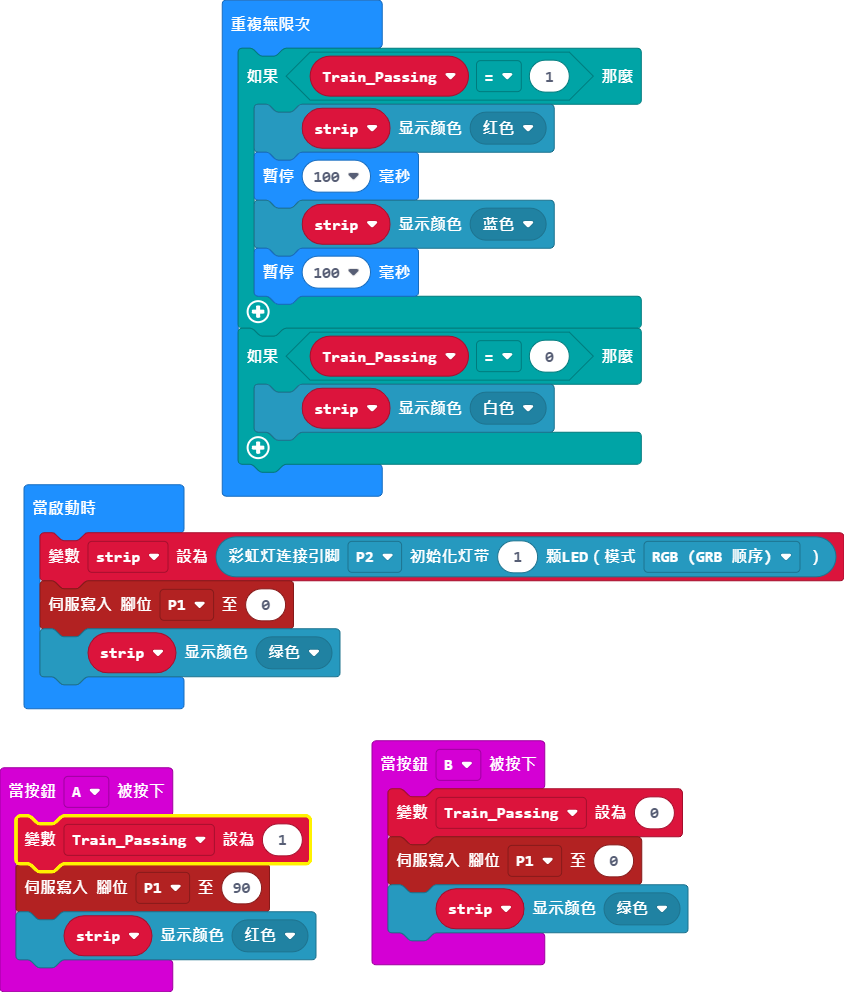 重複無限次
如果 Train_Passing = 1 那麼
strip 显示颜色 红色
暫停 100 毫秒
strip 显示颜色 蓝色
暫停 100 毫秒
如果 Train_Passing = 0 那麼
strip 显示颜色 白色
當啟動時
變數 strip 設為 彩虹灯连接引脚 P2 初始化灯带 1 颗LED(模式 RGB (GRB 顺序) )
伺服寫入 腳位 P1 至 0
strip 显示颜色 绿色
當按鈕 A 被按下
變數 Train_Passing 設為 1
伺服寫入 腳位 P1 至 90
strip 显示颜色 红色
當按鈕 B 被按下
變數 Train_Passing 設為 0
伺服寫入 腳位 P1 至 0
strip 显示颜色 绿色